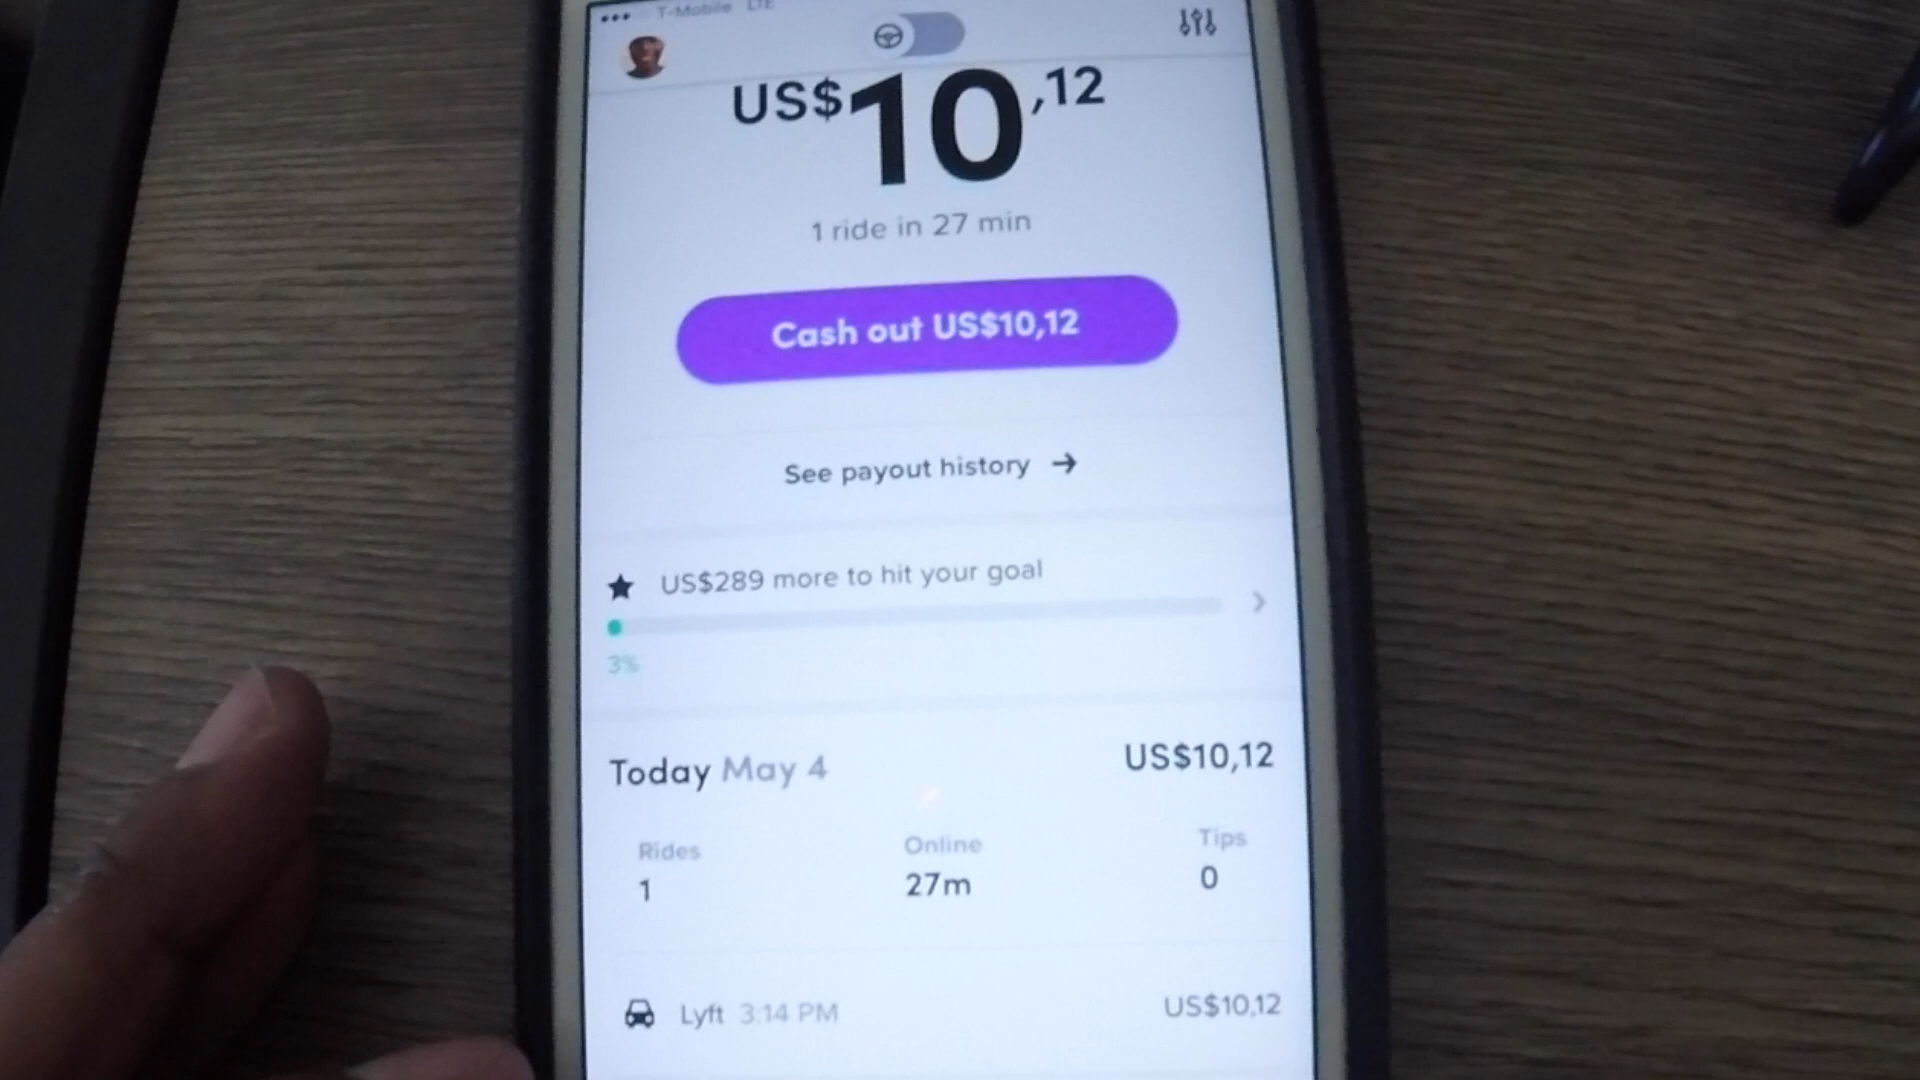 T-Mobile LTE
US$10,12
1 ride in 27 min
Cash out US$10,12
See payout history →
US$289 more to hit your goal
3%
Today May 4 US$10,12
Rides Online Tips
1 27m 0
Lyft 3:14 PM US$10,12